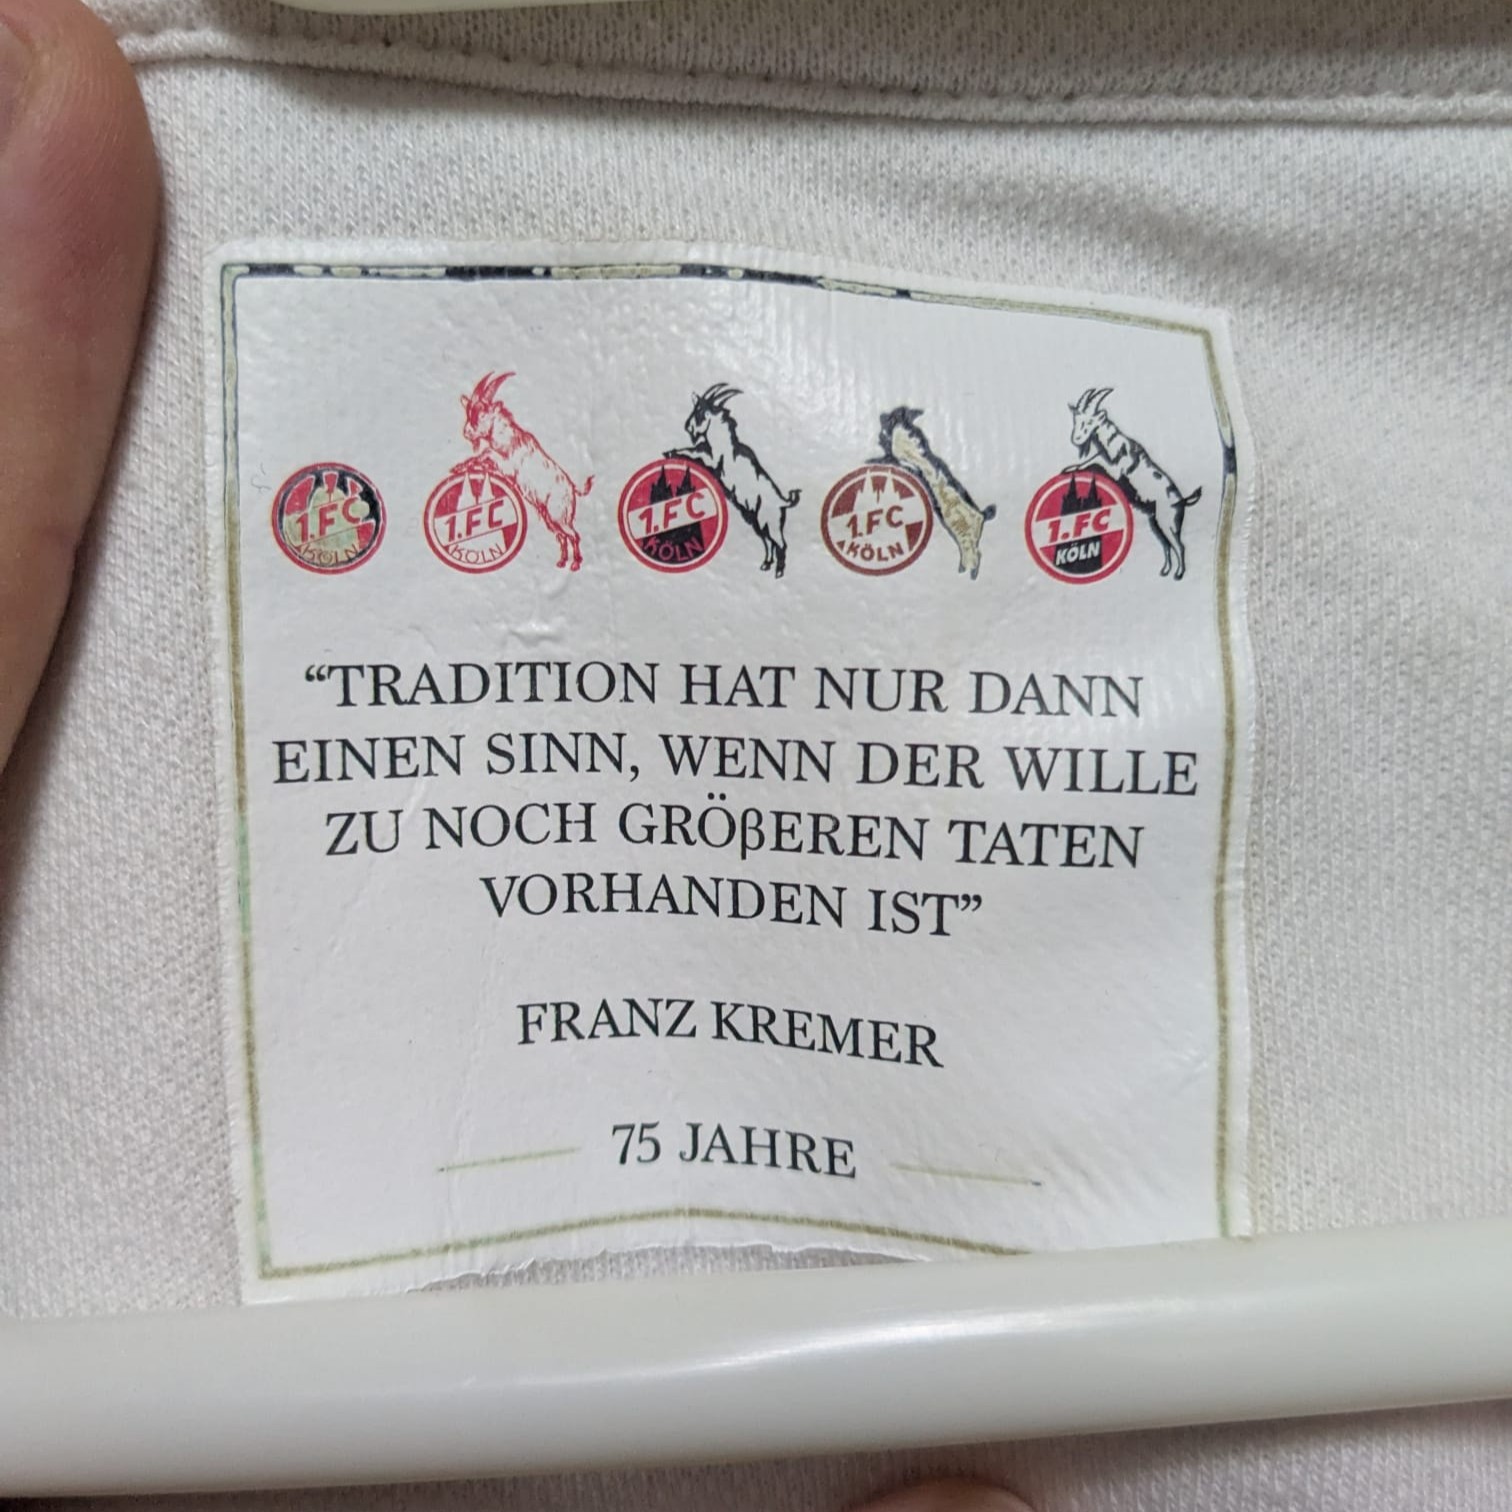 1.FC
KÖLN
1.FC
KÖLN
1.FC
KÖLN
1.FC
KÖLN
1.FC
KÖLN
“TRADITION HAT NUR DANN
EINEN SINN, WENN DER WILLE
ZU NOCH GRÖßEREN TATEN
VORHANDEN IST”
FRANZ KREMER
75 JAHRE